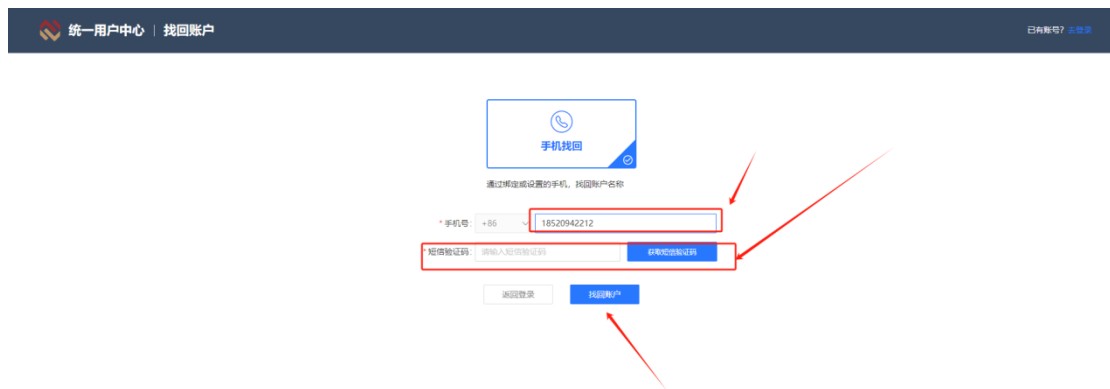 统一用户中心 | 找回账户
已有账号? 去登录
手机找回
通过绑定或设置的手机，找回账户名称
* 手机号: +86 18520942212
* 短信验证码: 请输入短信验证码 获取短信验证码
返回登录 找回账户